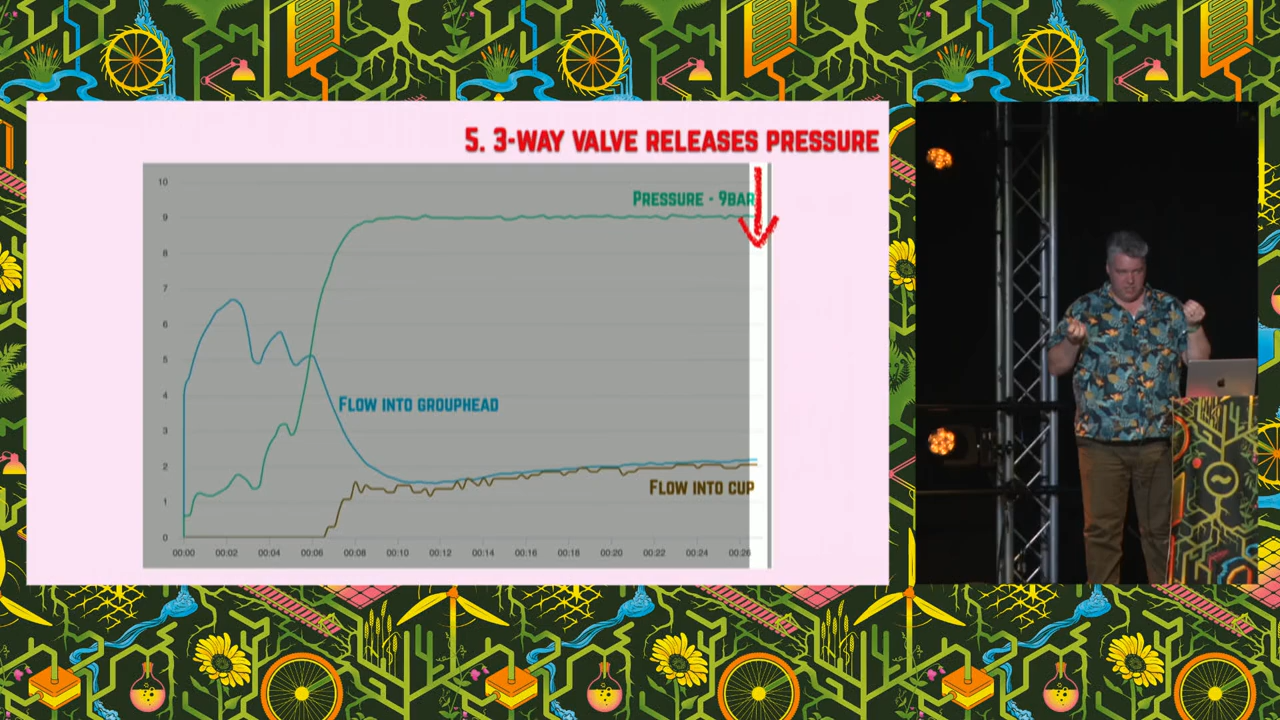 5. 3-WAY VALVE RELEASES PRESSURE
10
PRESSURE - 9BAR
9
8
7
6
5
4
FLOW INTO GROUPHEAD
3
2
FLOW INTO CUP
1
0
00:00 00:02 00:04 00:06 00:08 00:10 00:12 00:14 00:16 00:18 00:20 00:22 00:24 00:26